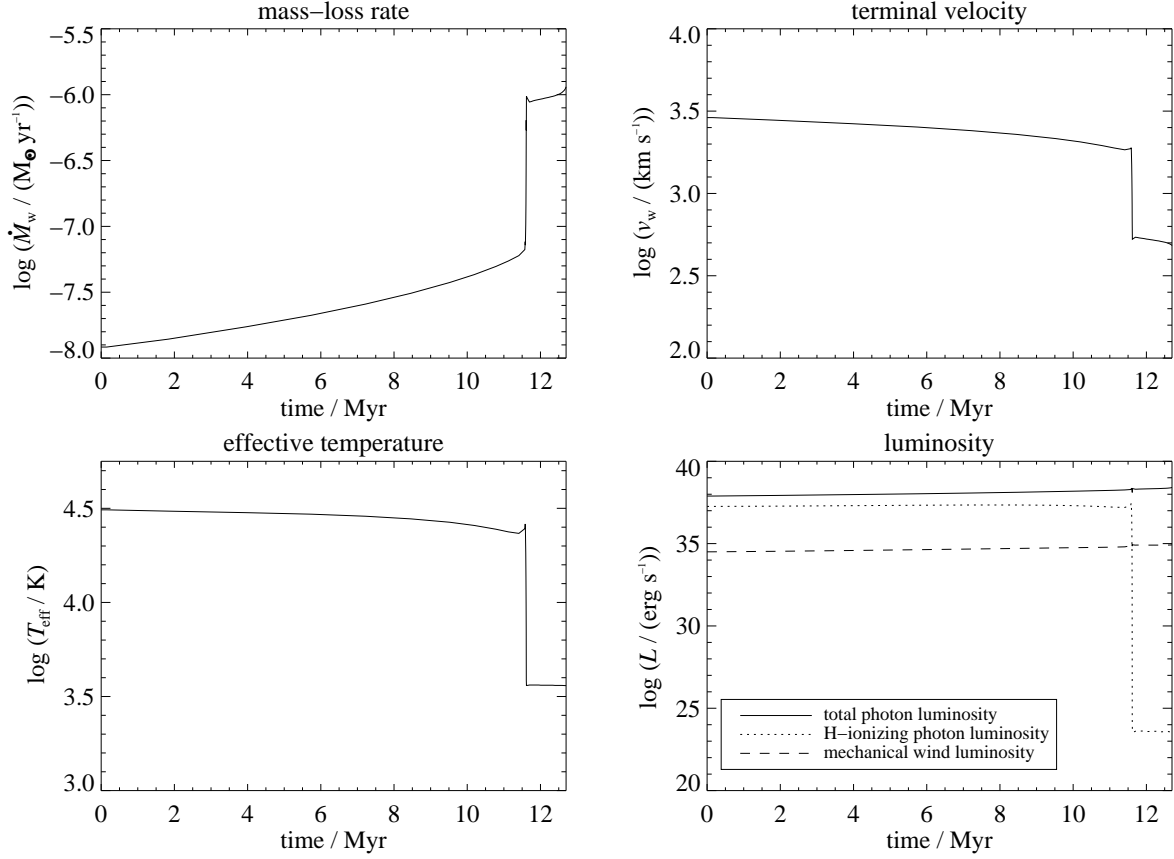 mass−loss rate
−5.5
−6.0
−6.5
−7.0
−7.5
−8.0
log (Ṁw / (M⊙ yr⁻¹))
0 2 4 6 8 10 12
time / Myr
terminal velocity
4.0
3.5
3.0
2.5
2.0
log (vw / (km s⁻¹))
0 2 4 6 8 10 12
time / Myr
effective temperature
4.5
4.0
3.5
3.0
log (Teff / K)
0 2 4 6 8 10 12
time / Myr
luminosity
40
35
30
25
20
log (L / (erg s⁻¹))
total photon luminosity
H−ionizing photon luminosity
mechanical wind luminosity
0 2 4 6 8 10 12
time / Myr